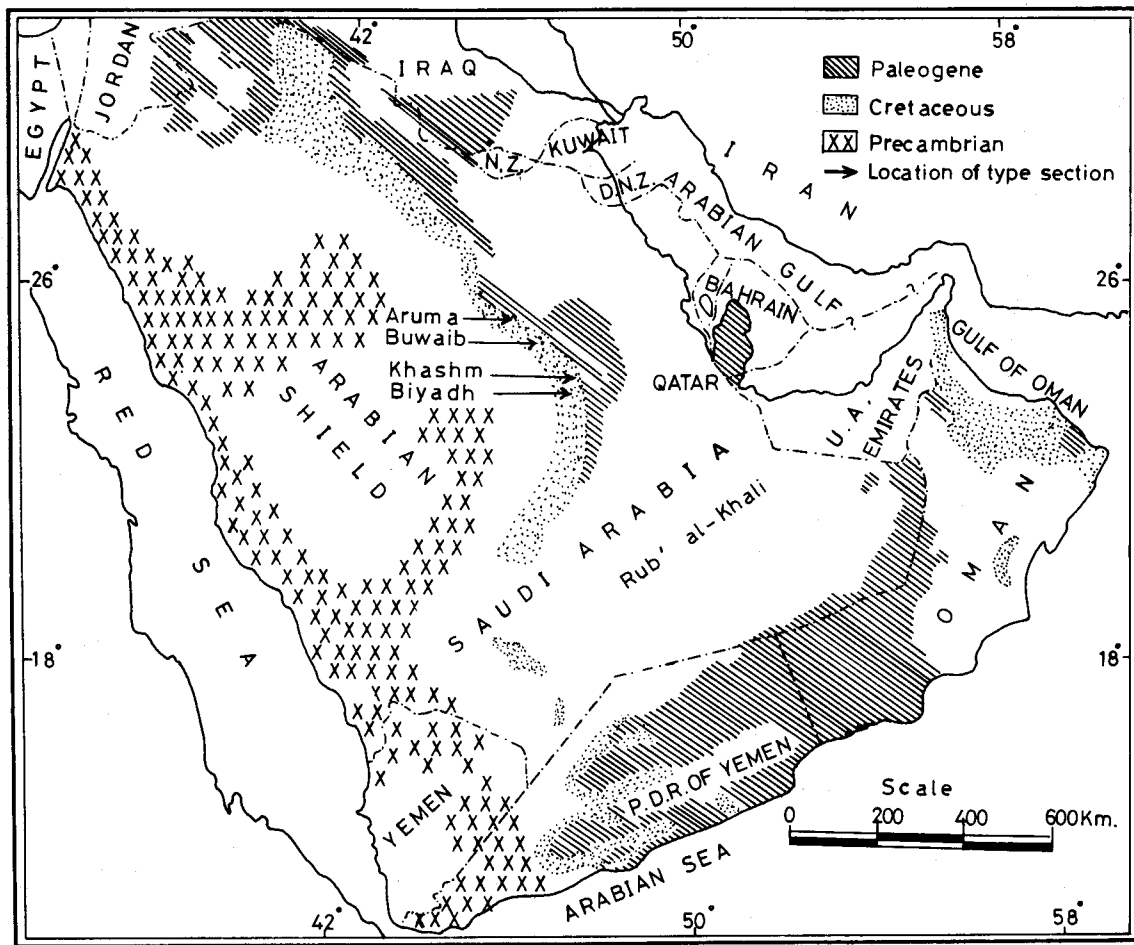 42°
50°
58°
EGYPT
JORDAN
IRAQ
N.Z.
KUWAIT
D.N.Z.
IRAN
Paleogene
Cretaceous
XX Precambrian
→ Location of type section
ARABIAN GULF
26°
26°
BAHRAIN
Aruma
Buwaib
Khashm
Biyadh
QATAR
GULF OF OMAN
U.A. EMIRATES
RED SEA
ARABIAN SHIELD
SAUDI ARABIA
Rub' al-Khali
OMAN
18°
18°
P.D.R. OF YEMEN
YEMEN
ARABIAN SEA
Scale
0 200 400 600Km.
42°
50°
58°